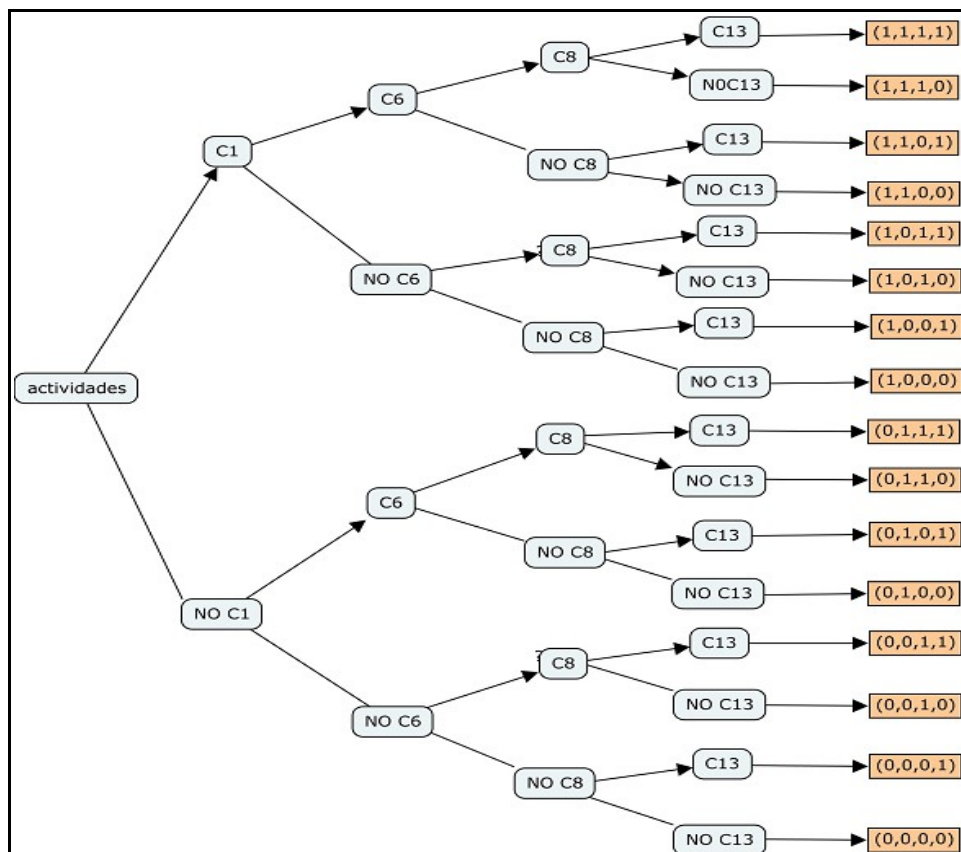 C13 (1,1,1,1)
C8
N0C13 (1,1,1,0)
C6
C13 (1,1,0,1)
C1
NO C8
NO C13 (1,1,0,0)
C13 (1,0,1,1)
C8
NO C6
NO C13 (1,0,1,0)
C13 (1,0,0,1)
NO C8
NO C13 (1,0,0,0)
actividades
C13 (0,1,1,1)
C8
NO C13 (0,1,1,0)
C6
C13 (0,1,0,1)
NO C8
NO C13 (0,1,0,0)
NO C1
C13 (0,0,1,1)
C8
NO C13 (0,0,1,0)
NO C6
C13 (0,0,0,1)
NO C8
NO C13 (0,0,0,0)